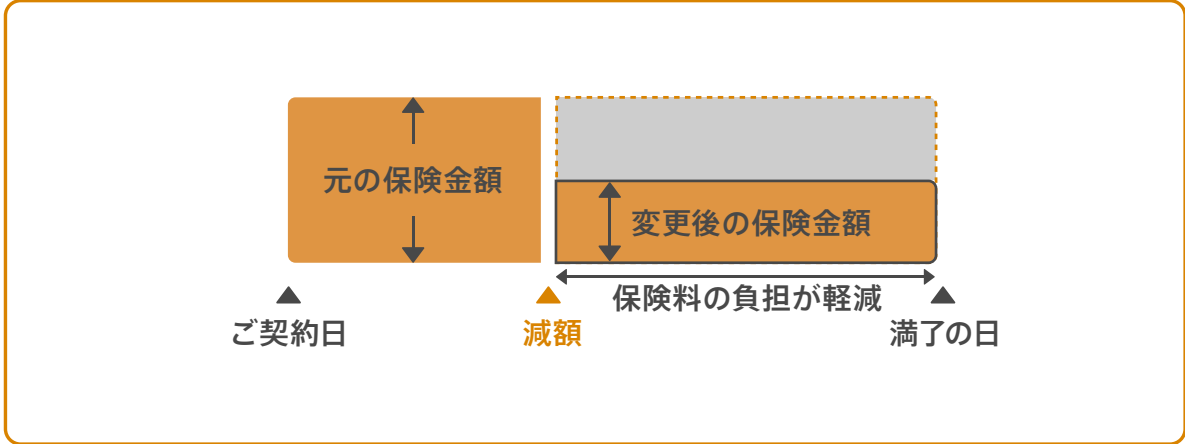 元の保険金額
変更後の保険金額
保険料の負担が軽減
ご契約日
減額
満了の日